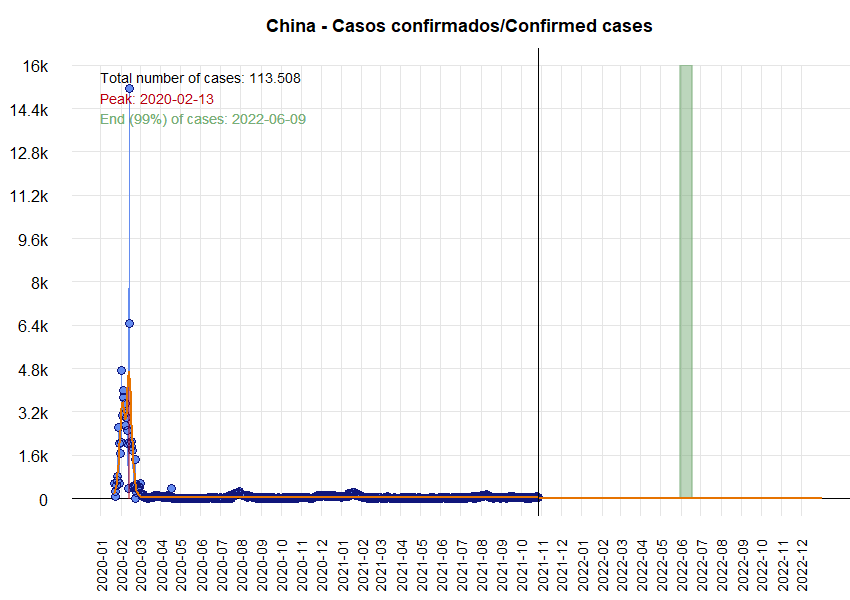 China - Casos confirmados/Confirmed cases
16k
Total number of cases: 113.508
Peak: 2020-02-13
14.4k
End (99%) of cases: 2022-06-09
12.8k
11.2k
9.6k
8k
6.4k
4.8k
3.2k
1.6k
0
2020-01
2020-02
2020-03
2020-04
2020-05
2020-06
2020-07
2020-08
2020-09
2020-10
2020-11
2020-12
2021-01
2021-02
2021-03
2021-04
2021-05
2021-06
2021-07
2021-08
2021-09
2021-10
2021-11
2021-12
2022-01
2022-02
2022-03
2022-04
2022-05
2022-06
2022-07
2022-08
2022-09
2022-10
2022-11
2022-12